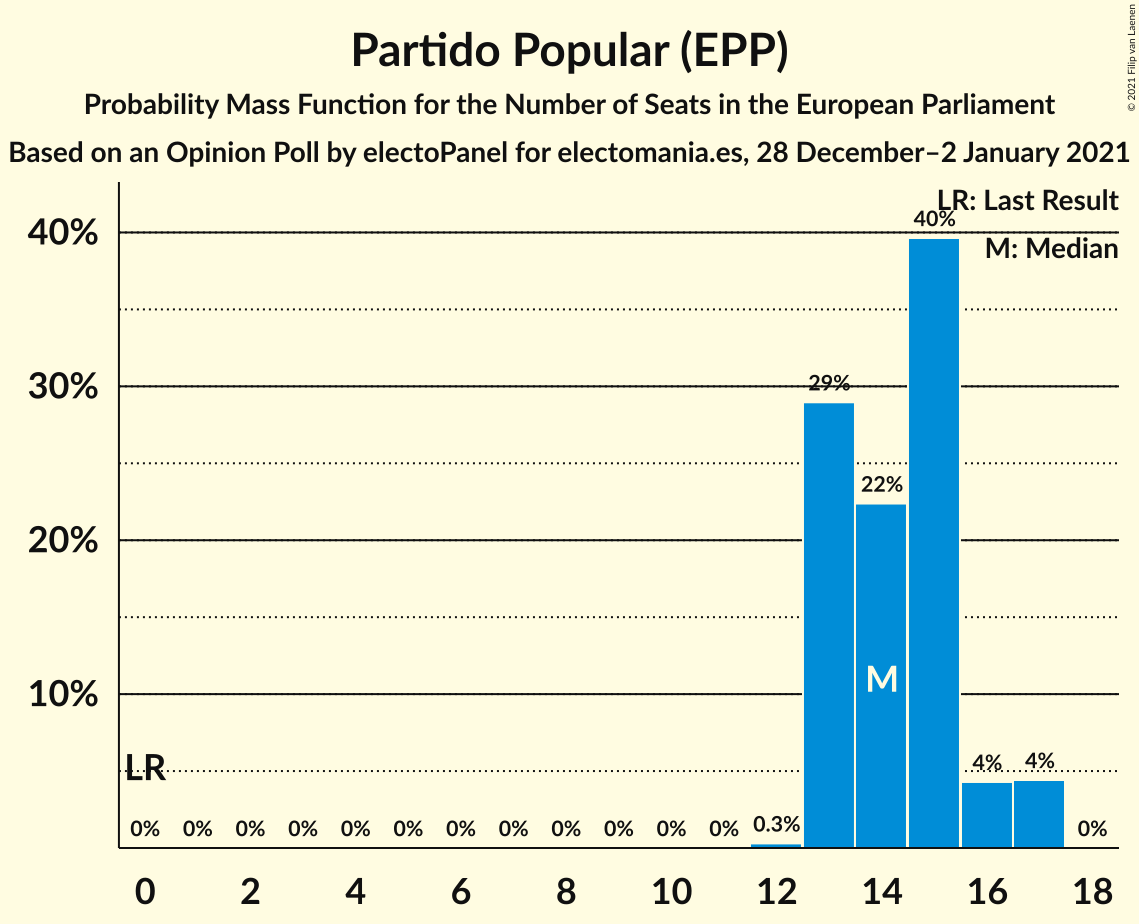 Partido Popular (EPP)
Probability Mass Function for the Number of Seats in the European Parliament
Based on an Opinion Poll by electoPanel for electomania.es, 28 December–2 January 2021
© 2021 Filip van Laenen
LR: Last Result
M: Median
40%
30%
20%
10%
LR
0% 0% 0% 0% 0% 0% 0% 0% 0% 0% 0% 0% 0.3% 29% 22% 40% 4% 4% 0%
M
0 2 4 6 8 10 12 14 16 18